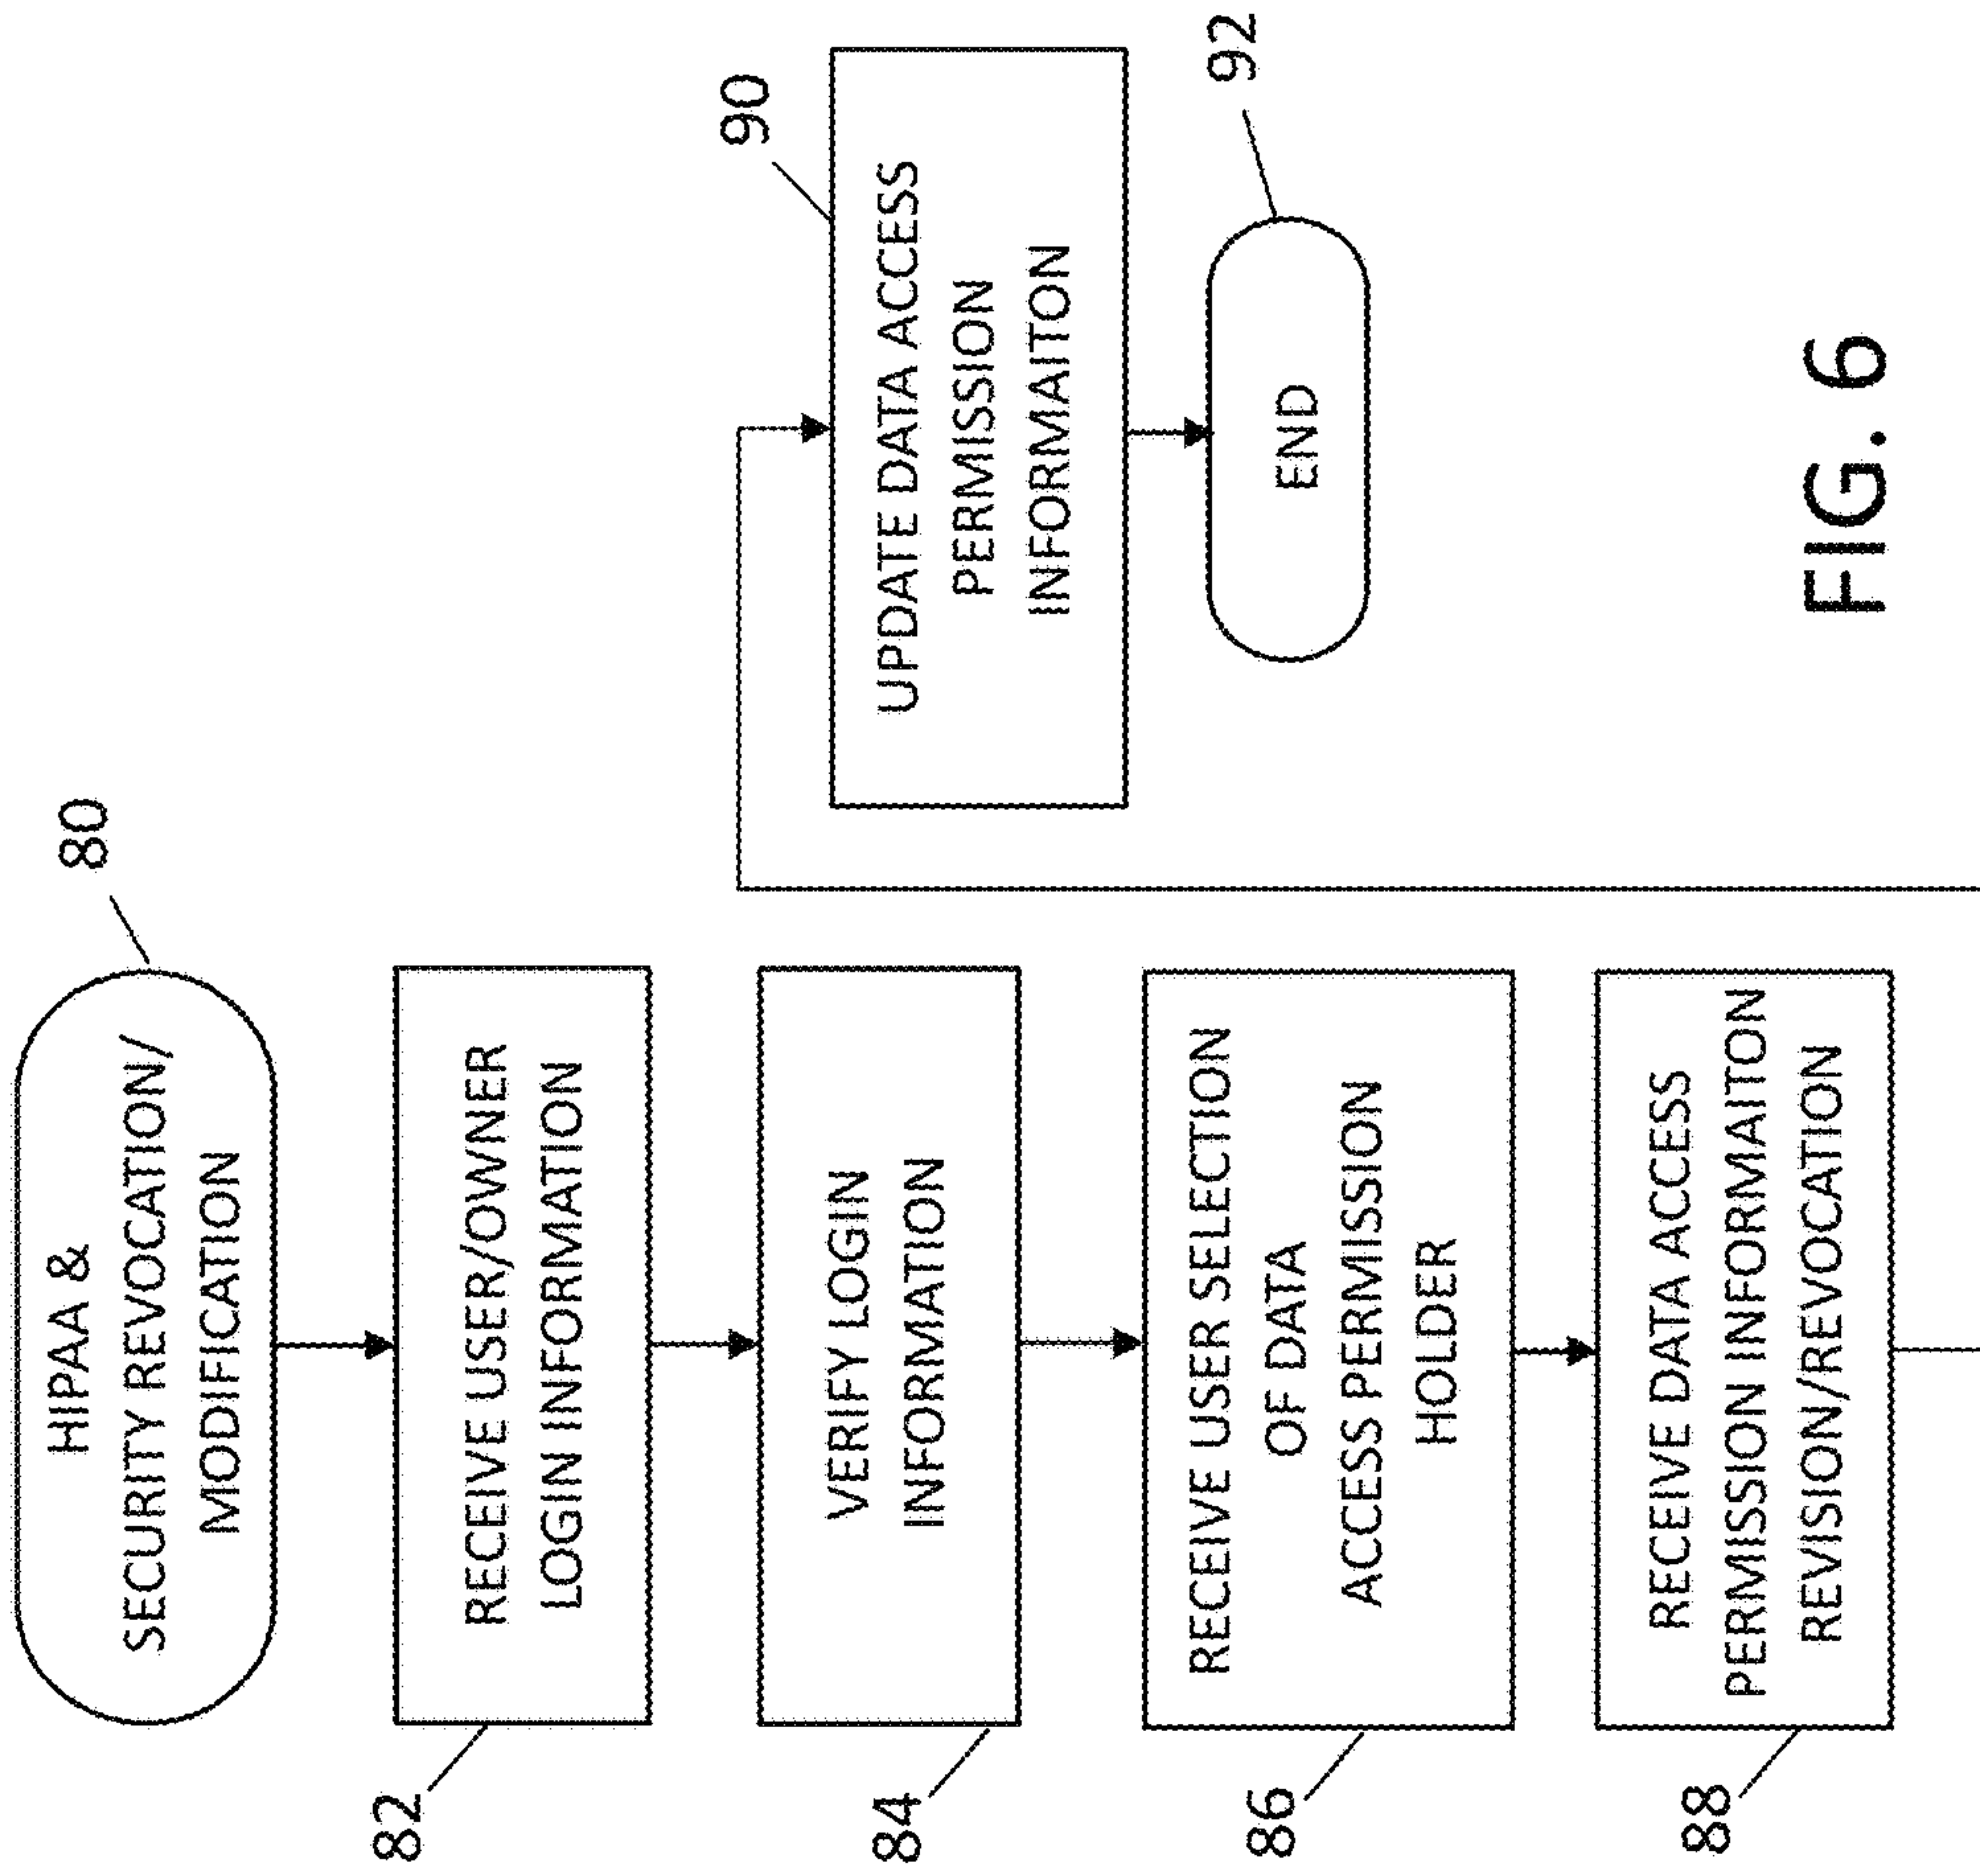 80
HIPAA &
SECURITY REVOCATION/
MODIFICATION
82
RECEIVE USER/OWNER
LOGIN INFORMATION
84
VERIFY LOGIN
INFORMATION
86
RECEIVE USER SELECTION
OF DATA
ACCESS PERMISSION
HOLDER
88
RECEIVE DATA ACCESS
PERMISSION INFORMAITON
REVISION/REVOCATION
90
UPDATE DATA ACCESS
PERMISSION
INFORMAITON
92
END
FIG. 6